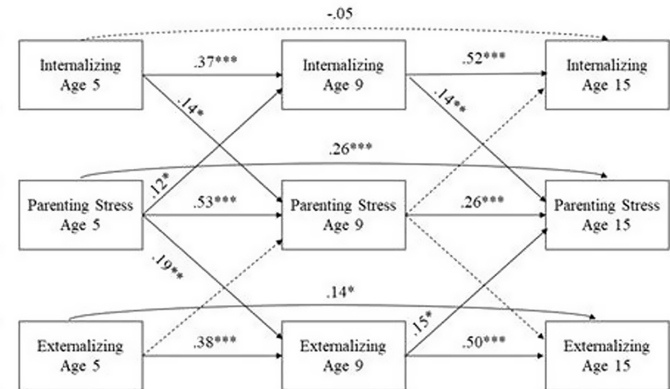 -.05
Internalizing
Age 5
.37***
Internalizing
Age 9
.52***
Internalizing
Age 15
.14*
.14**
.26***
.12*
Parenting Stress
Age 5
.53***
Parenting Stress
Age 9
.26***
Parenting Stress
Age 15
.19**
.14*
.15*
Externalizing
Age 5
.38***
Externalizing
Age 9
.50***
Externalizing
Age 15